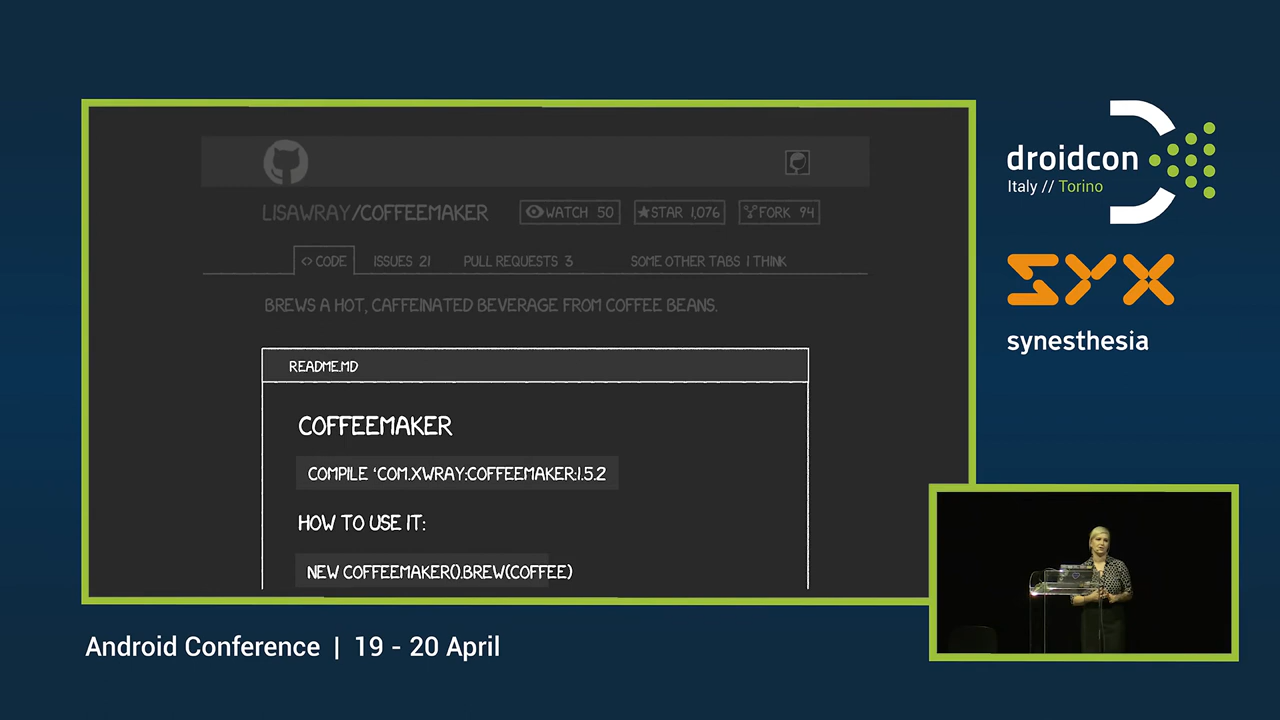 LISAWRAY/COFFEEMAKER
WATCH 50
STAR 1,076
FORK 94
<> CODE
ISSUES 21
PULL REQUESTS 3
SOME OTHER TABS I THINK
BREWS A HOT, CAFFEINATED BEVERAGE FROM COFFEE BEANS.
README.MD
COFFEEMAKER
COMPILE ‘COM.XWRAY:COFFEEMAKER:1.5.2
HOW TO USE IT:
NEW COFFEEMAKER().BREW(COFFEE)
droidcon
Italy // Torino
SYX
synesthesia
Android Conference | 19 - 20 April